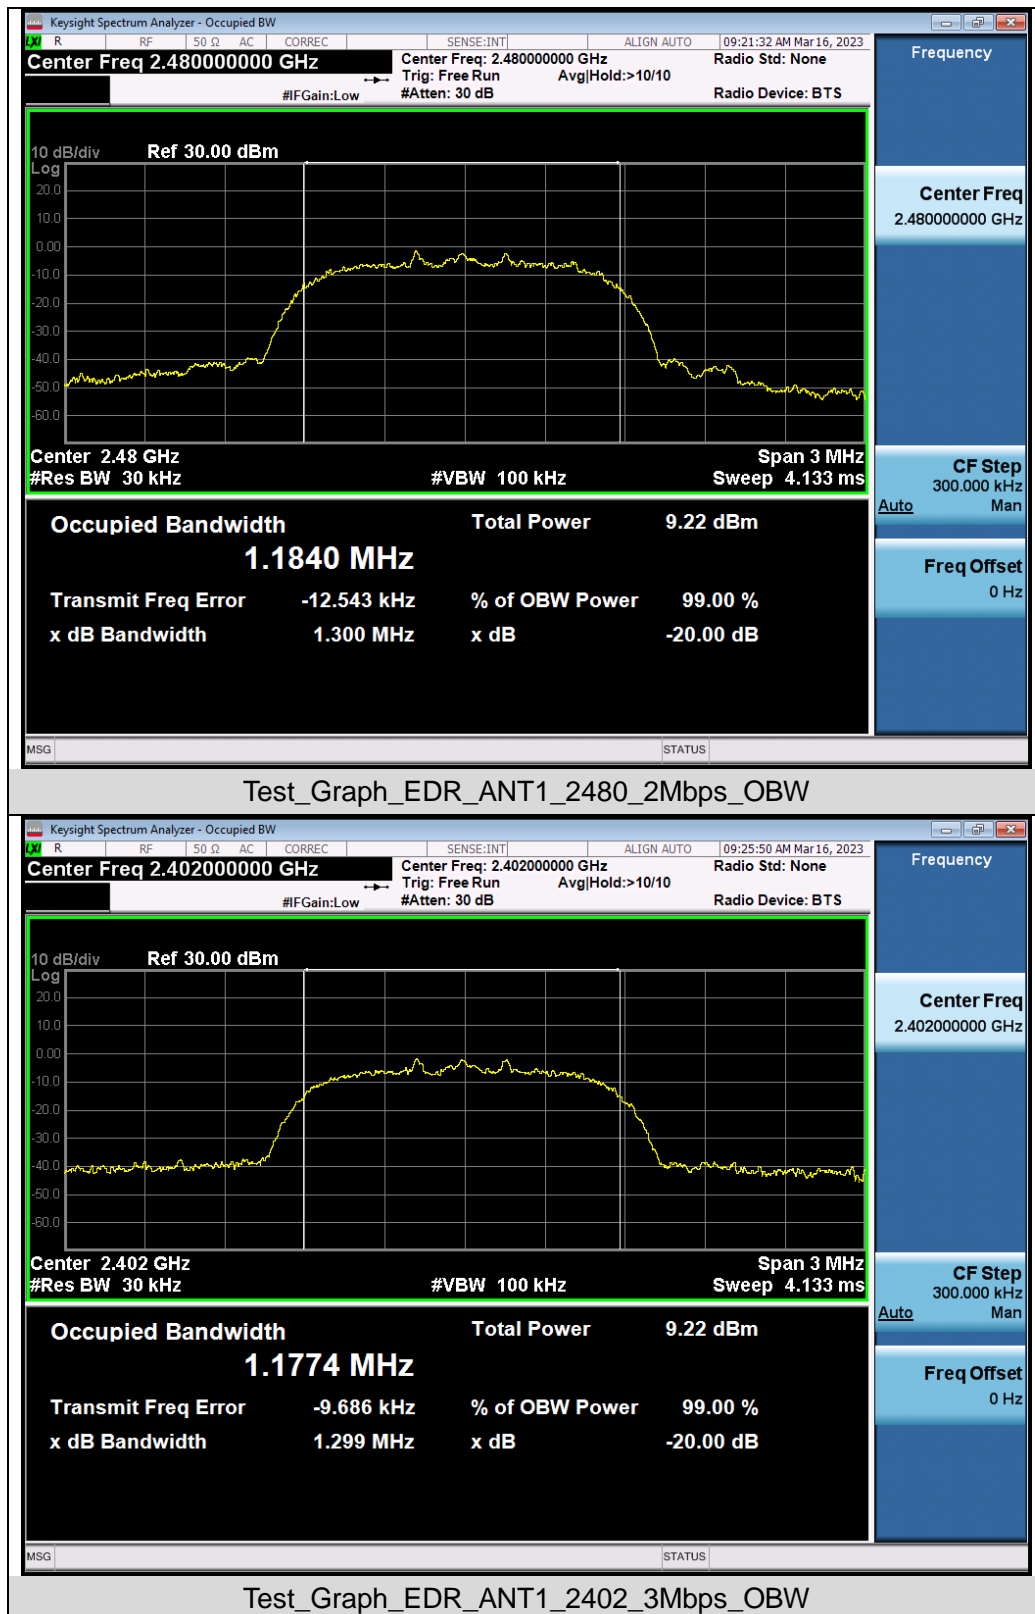 Keysight Spectrum Analyzer - Occupied BW
LXI R RF 50 Ω AC CORREC SENSE:INT ALIGN AUTO 09:21:32 AM Mar 16, 2023
Center Freq 2.480000000 GHz
Center Freq: 2.480000000 GHz
Radio Std: None
Trig: Free Run Avg|Hold:>10/10
#IFGain:Low
#Atten: 30 dB
Radio Device: BTS
Frequency
10 dB/div Ref 30.00 dBm
Log
20.0
10.0
0.00
-10.0
-20.0
-30.0
-40.0
-50.0
-60.0
Center 2.48 GHz
Span 3 MHz
#Res BW 30 kHz
#VBW 100 kHz
Sweep 4.133 ms
Center Freq
2.480000000 GHz
CF Step
300.000 kHz
Auto Man
Freq Offset
0 Hz
Occupied Bandwidth
Total Power 9.22 dBm
1.1840 MHz
Transmit Freq Error -12.543 kHz
% of OBW Power 99.00 %
x dB Bandwidth 1.300 MHz
x dB -20.00 dB
MSG
STATUS
Test_Graph_EDR_ANT1_2480_2Mbps_OBW
Keysight Spectrum Analyzer - Occupied BW
LXI R RF 50 Ω AC CORREC SENSE:INT ALIGN AUTO 09:25:50 AM Mar 16, 2023
Center Freq 2.402000000 GHz
Center Freq: 2.402000000 GHz
Radio Std: None
Trig: Free Run Avg|Hold:>10/10
#IFGain:Low
#Atten: 30 dB
Radio Device: BTS
Frequency
10 dB/div Ref 30.00 dBm
Log
20.0
10.0
0.00
-10.0
-20.0
-30.0
-40.0
-50.0
-60.0
Center 2.402 GHz
Span 3 MHz
#Res BW 30 kHz
#VBW 100 kHz
Sweep 4.133 ms
Center Freq
2.402000000 GHz
CF Step
300.000 kHz
Auto Man
Freq Offset
0 Hz
Occupied Bandwidth
Total Power 9.22 dBm
1.1774 MHz
Transmit Freq Error -9.686 kHz
% of OBW Power 99.00 %
x dB Bandwidth 1.299 MHz
x dB -20.00 dB
MSG
STATUS
Test_Graph_EDR_ANT1_2402_3Mbps_OBW